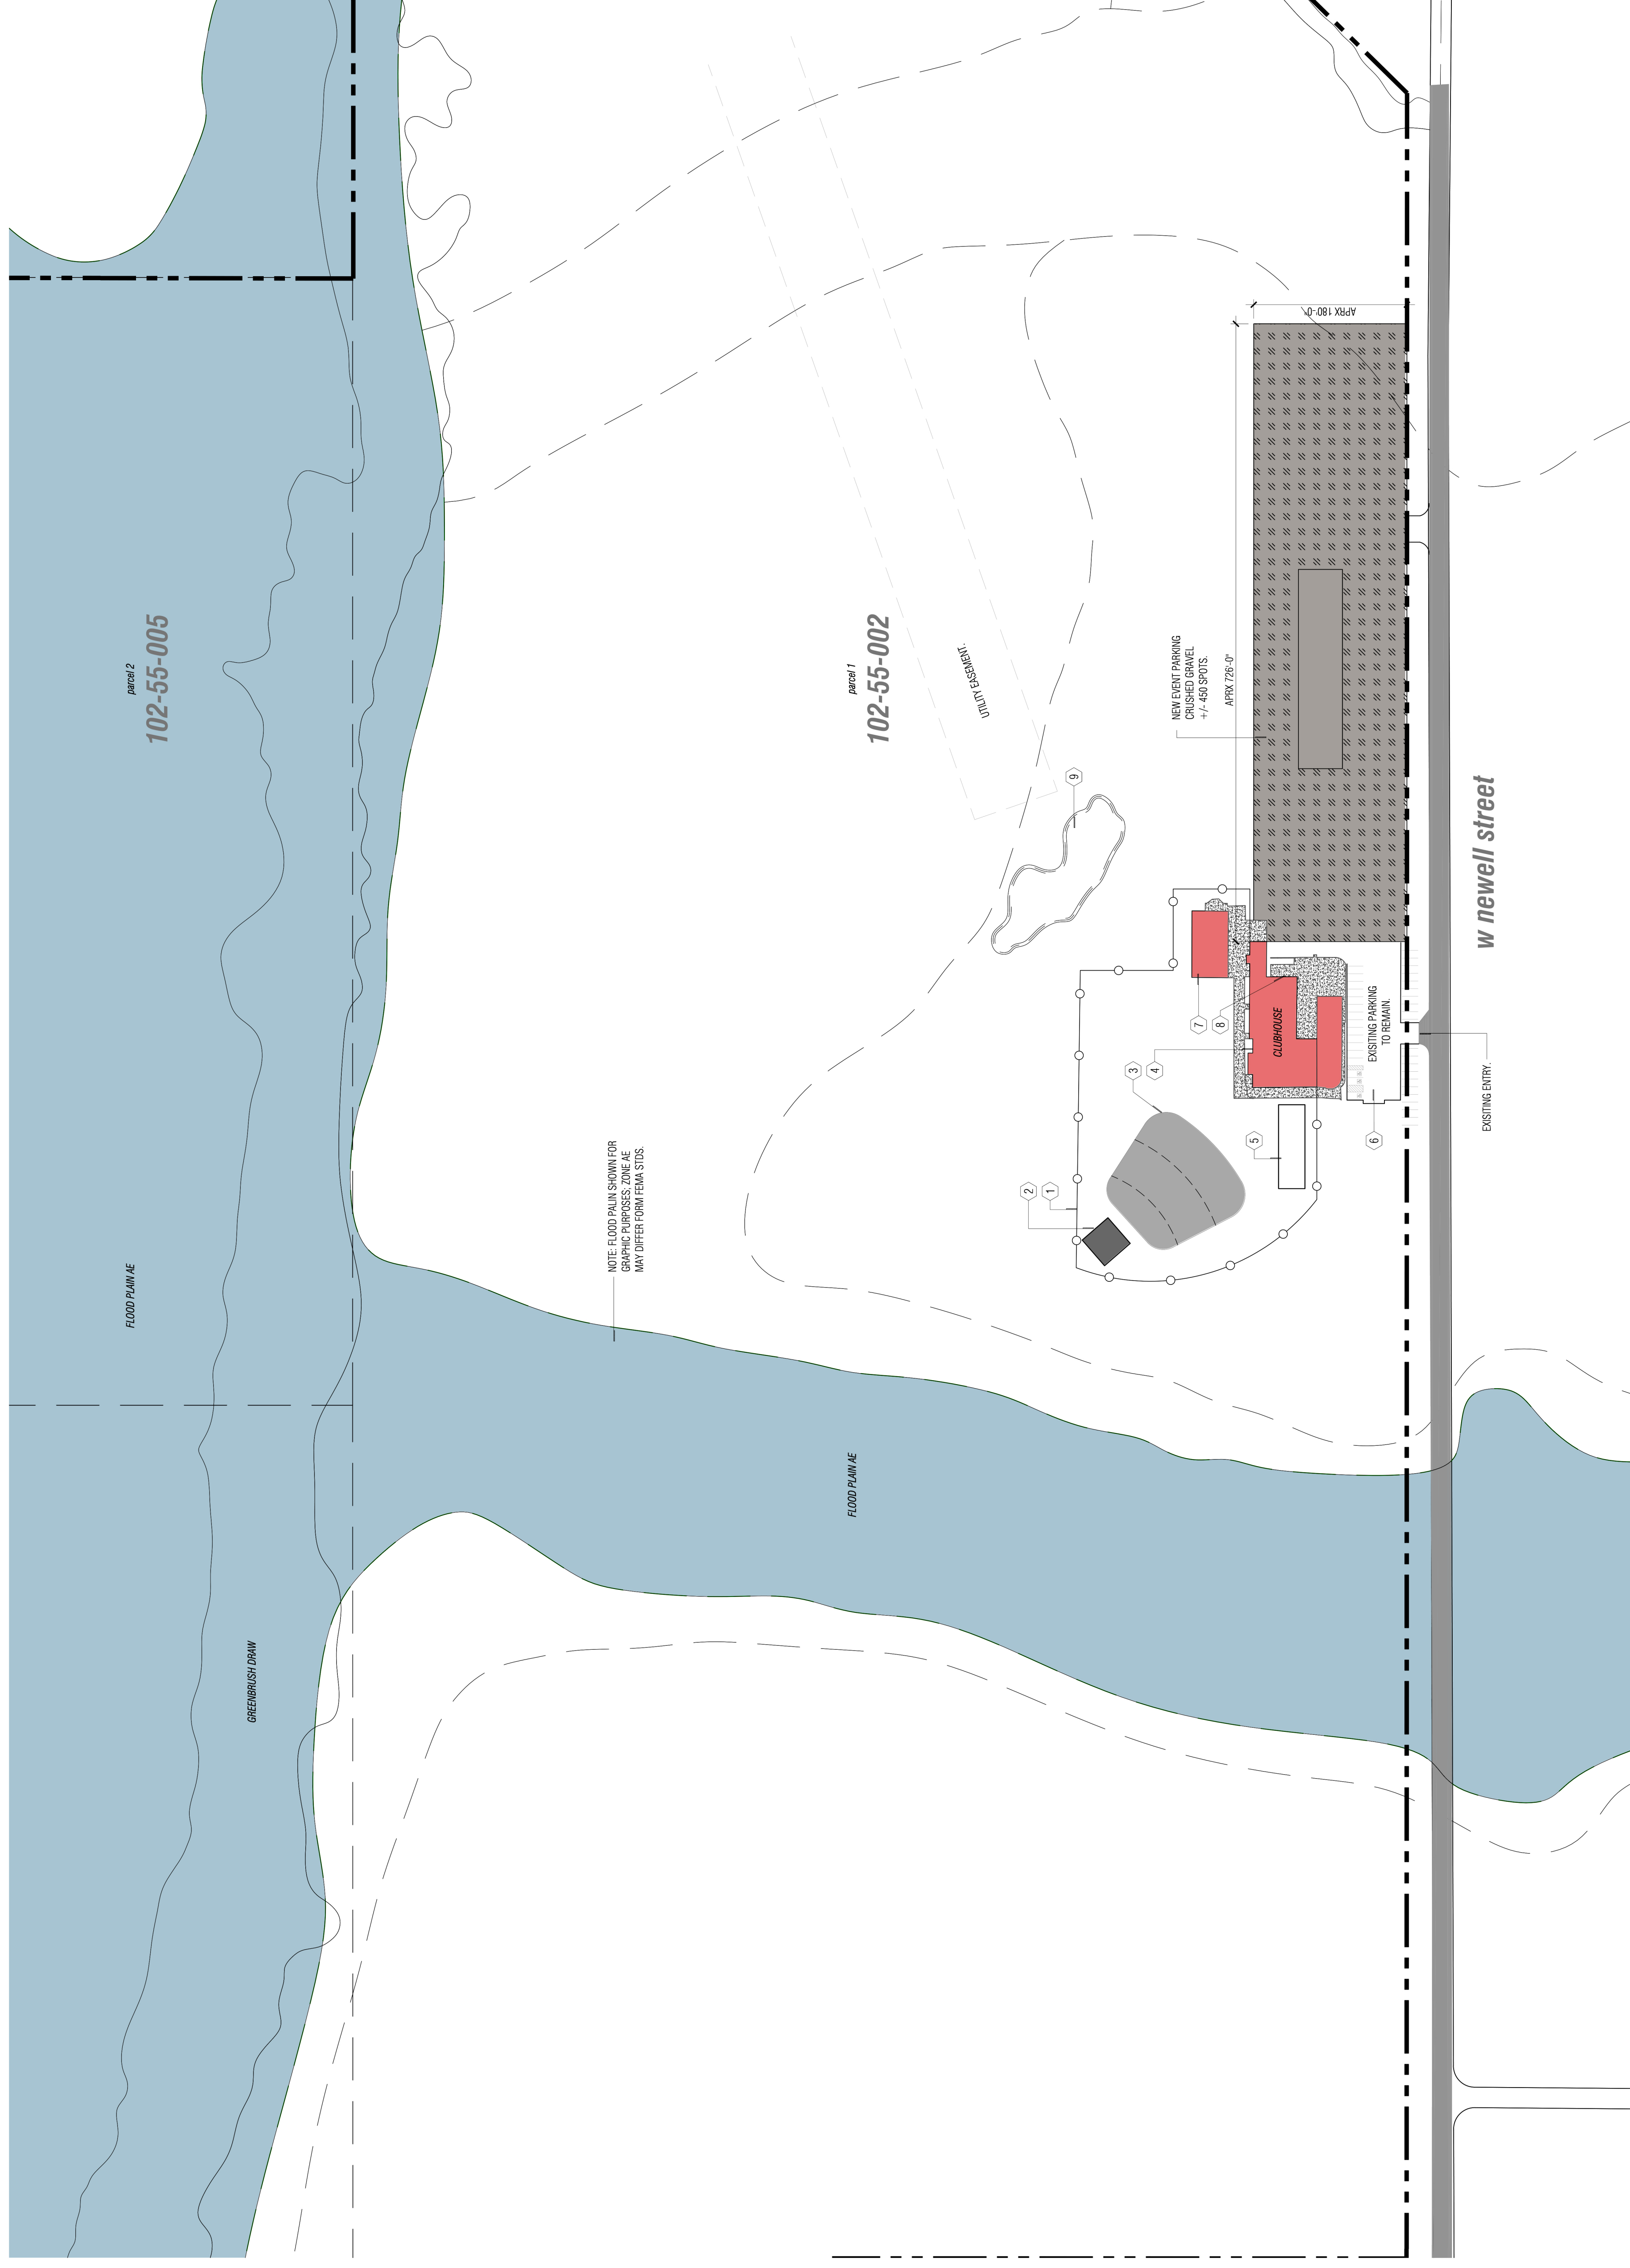 parcel 2
102-55-005
FLOOD PLAIN AE
GREENBRUSH DRAW
NOTE: FLOOD PALIN SHOWN FOR
GRAPHIC PURPOSES; ZONE AE
MAY DIFFER FORM FEMA STDS.
parcel 1
102-55-002
FLOOD PLAIN AE
UTILITY EASEMENT.
9
2
1
3
4
7
8
5
6
CLUBHOUSE
NEW EVENT PARKING
CRUSHED GRAVEL
+/- 450 SPOTS.
APRX 726'-0"
APRX 180'-0"
EXISITING PARKING
TO REMAIN.
w newell street
EXISITING ENTRY.